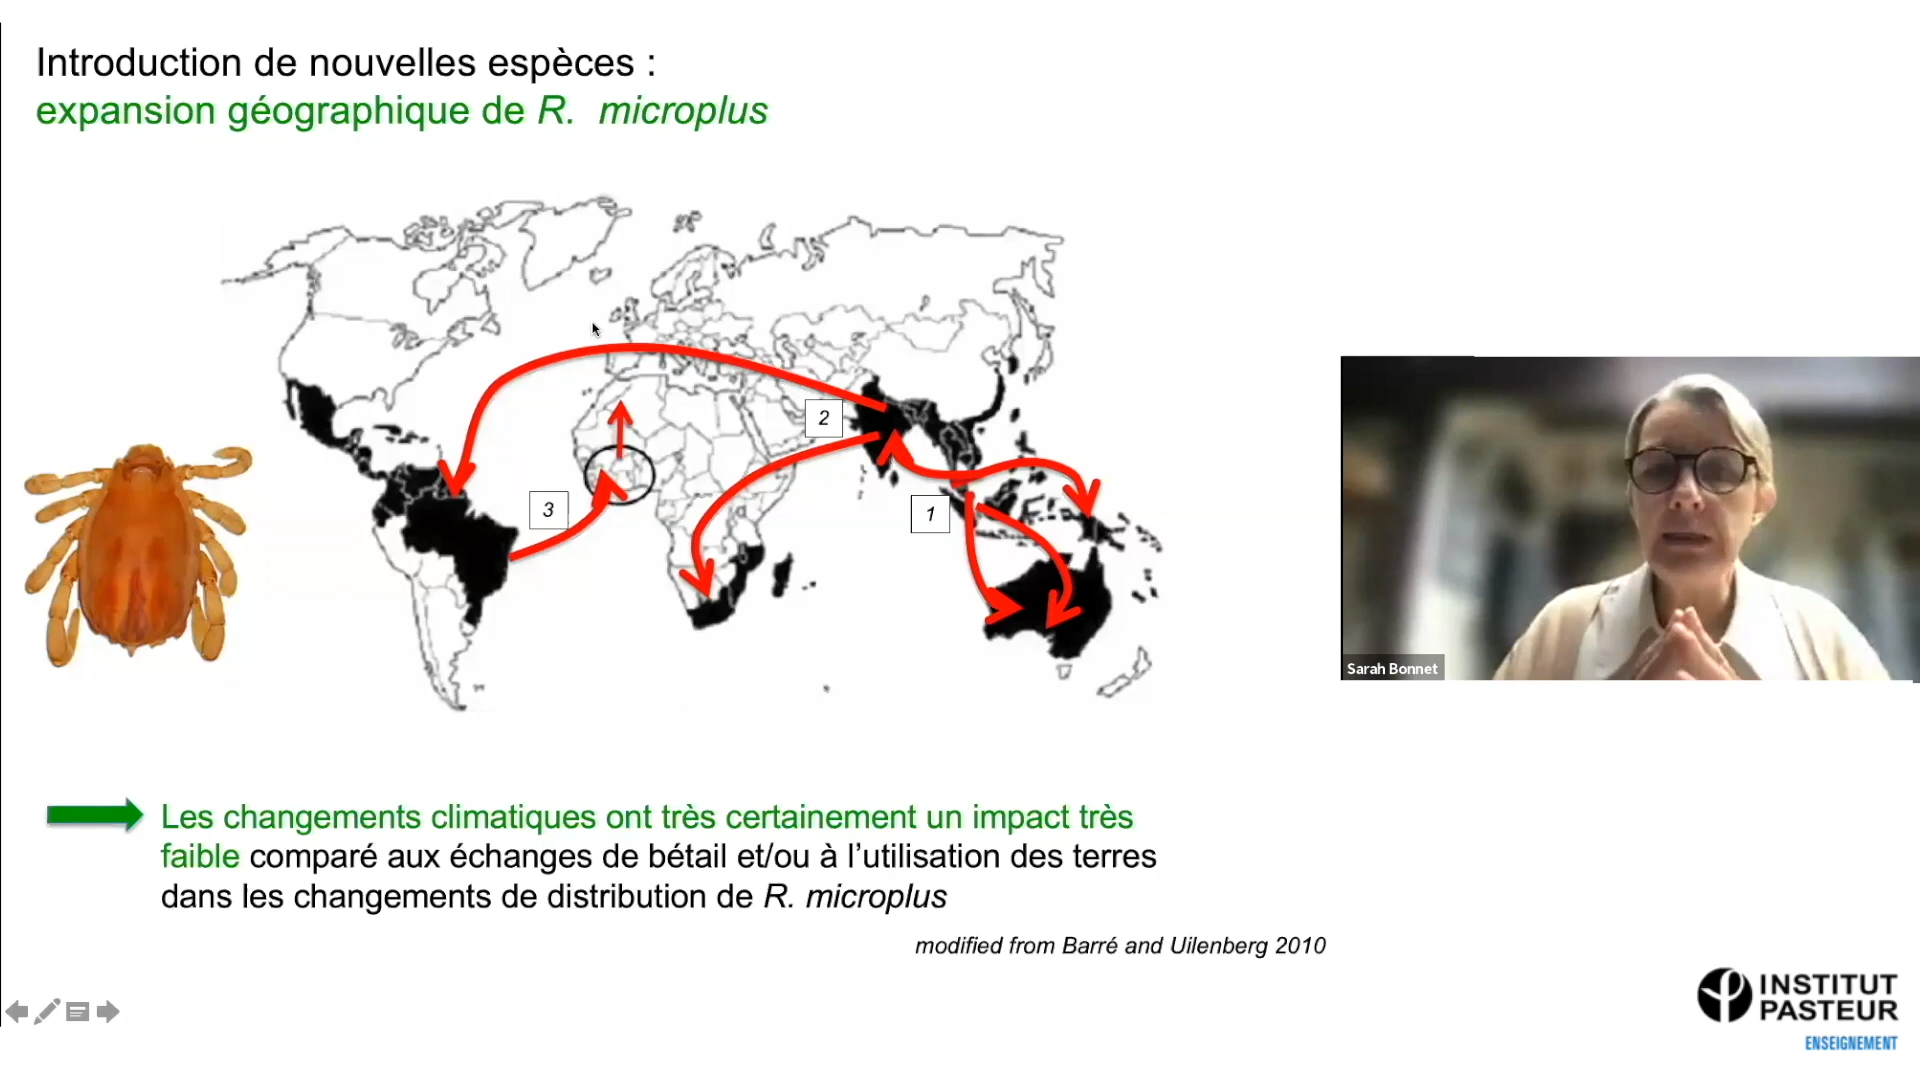 Introduction de nouvelles espèces :
expansion géographique de R. microplus
2
3
1
Sarah Bonnet
Les changements climatiques ont très certainement un impact très
faible comparé aux échanges de bétail et/ou à l’utilisation des terres
dans les changements de distribution de R. microplus
modified from Barré and Uilenberg 2010
INSTITUT
PASTEUR
ENSEIGNEMENT